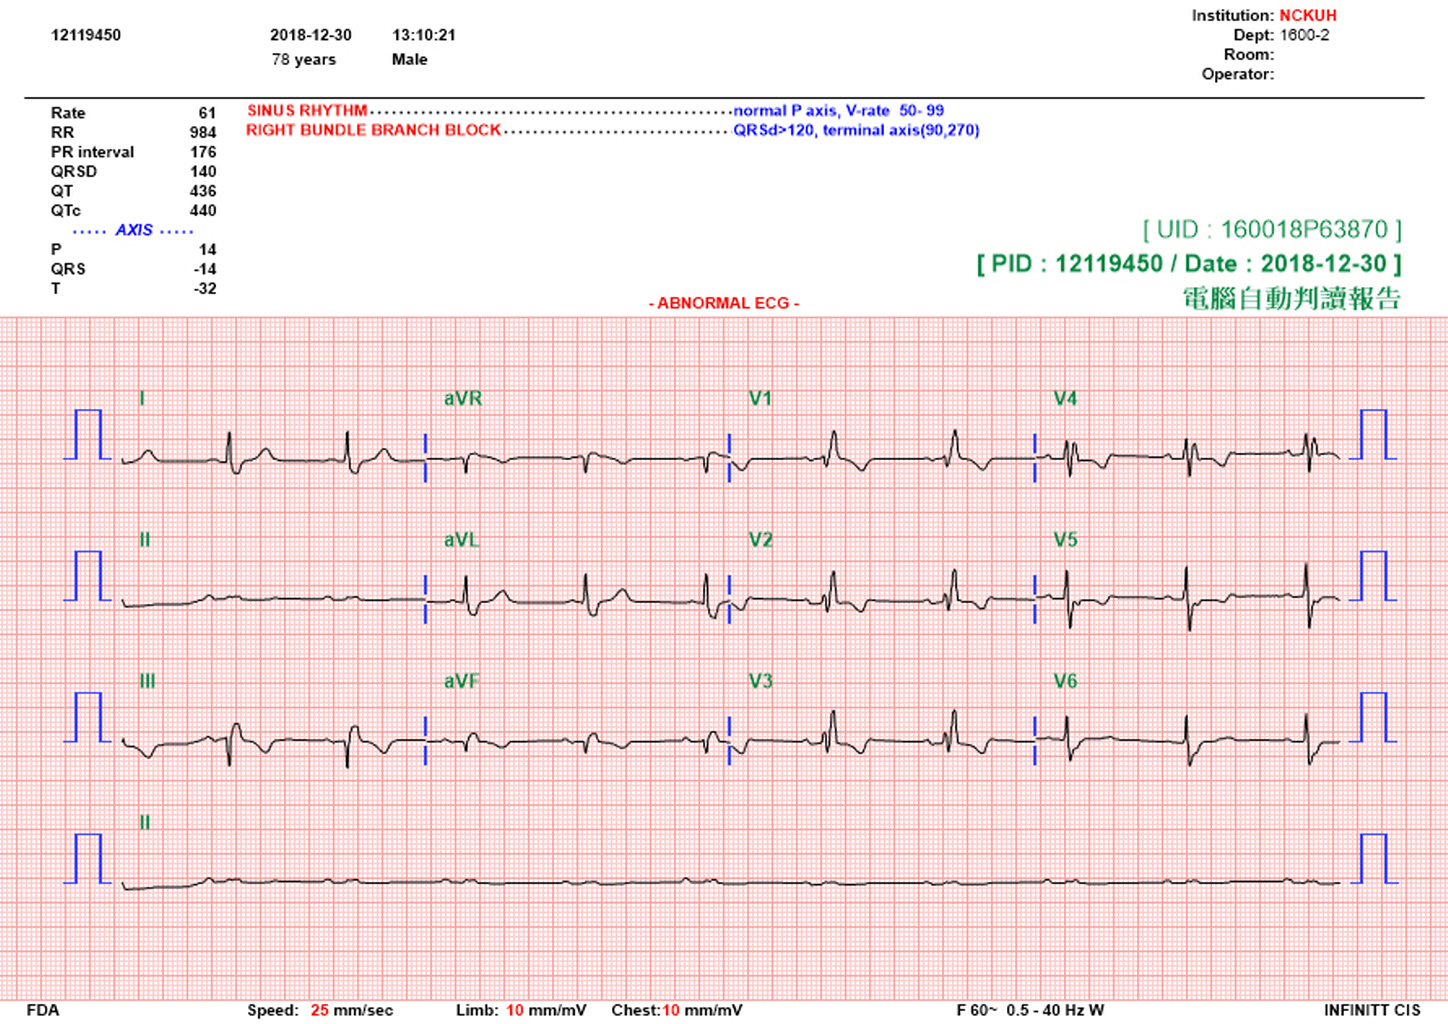 Institution: NCKUH
12119450 2018-12-30 13:10:21 Dept: 1600-2
78 years Male Room:
Operator:
Rate 61 SINUS RHYTHM normal P axis, V-rate 50- 99
RR 984 RIGHT BUNDLE BRANCH BLOCK QRSd>120, terminal axis(90,270)
PR interval 176
QRSD 140
QT 436
QTc 440
AXIS
P 14
QRS -14
T -32
[ UID : 160018P63870 ]
[ PID : 12119450 / Date : 2018-12-30 ]
電腦自動判讀報告
- ABNORMAL ECG -
I aVR V1 V4
II aVL V2 V5
III aVF V3 V6
II
FDA Speed: 25 mm/sec Limb: 10 mm/mV Chest:10 mm/mV F 60~ 0.5 - 40 Hz W INFINITT CIS